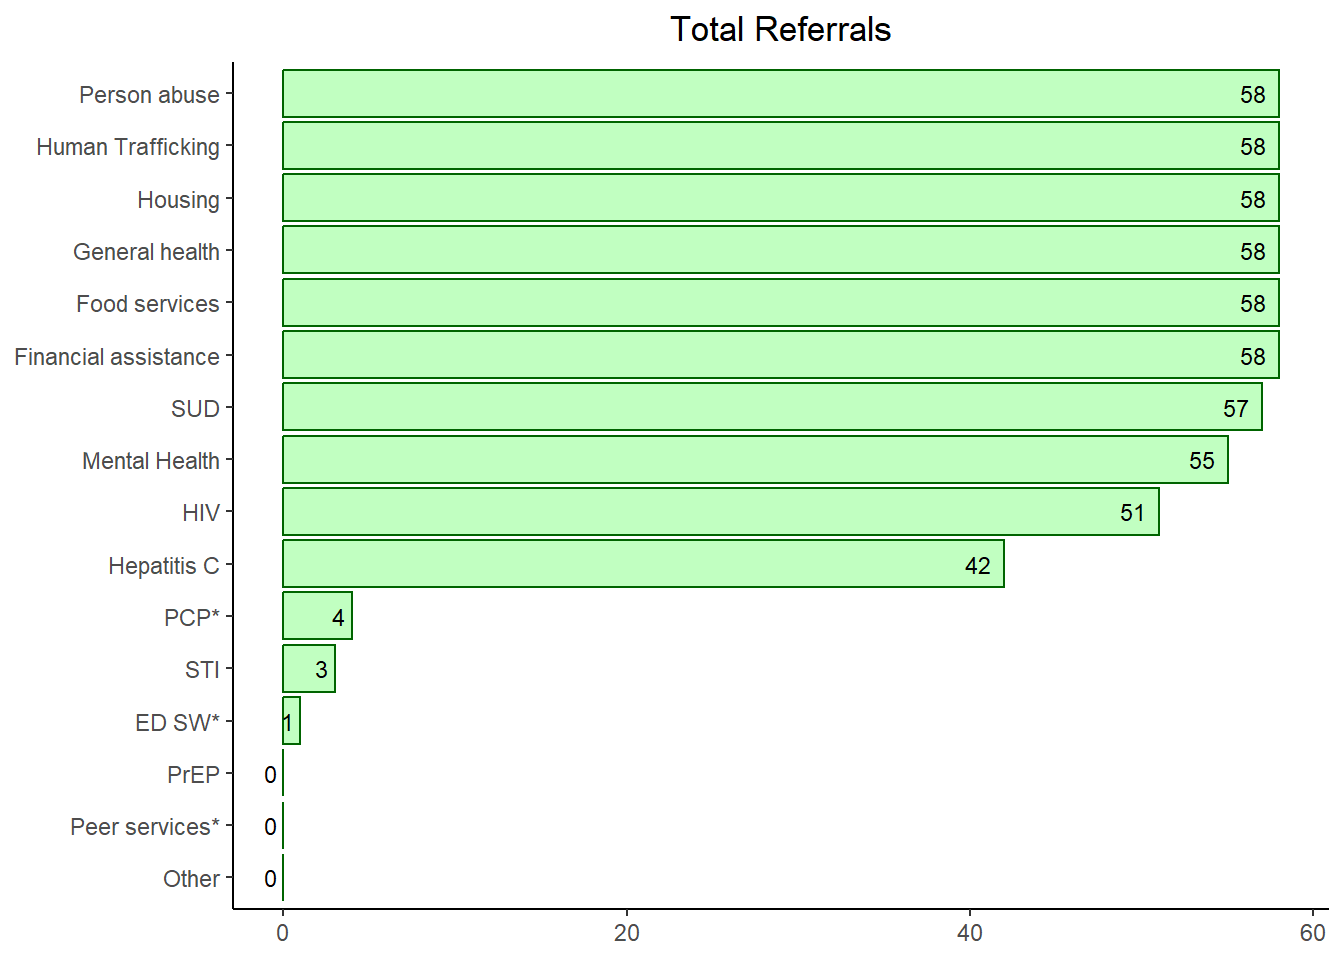 Total Referrals
Person abuse 58
Human Trafficking 58
Housing 58
General health 58
Food services 58
Financial assistance 58
SUD 57
Mental Health 55
HIV 51
Hepatitis C 42
PCP* 4
STI 3
ED SW* 1
PrEP 0
Peer services* 0
Other 0
0 20 40 60